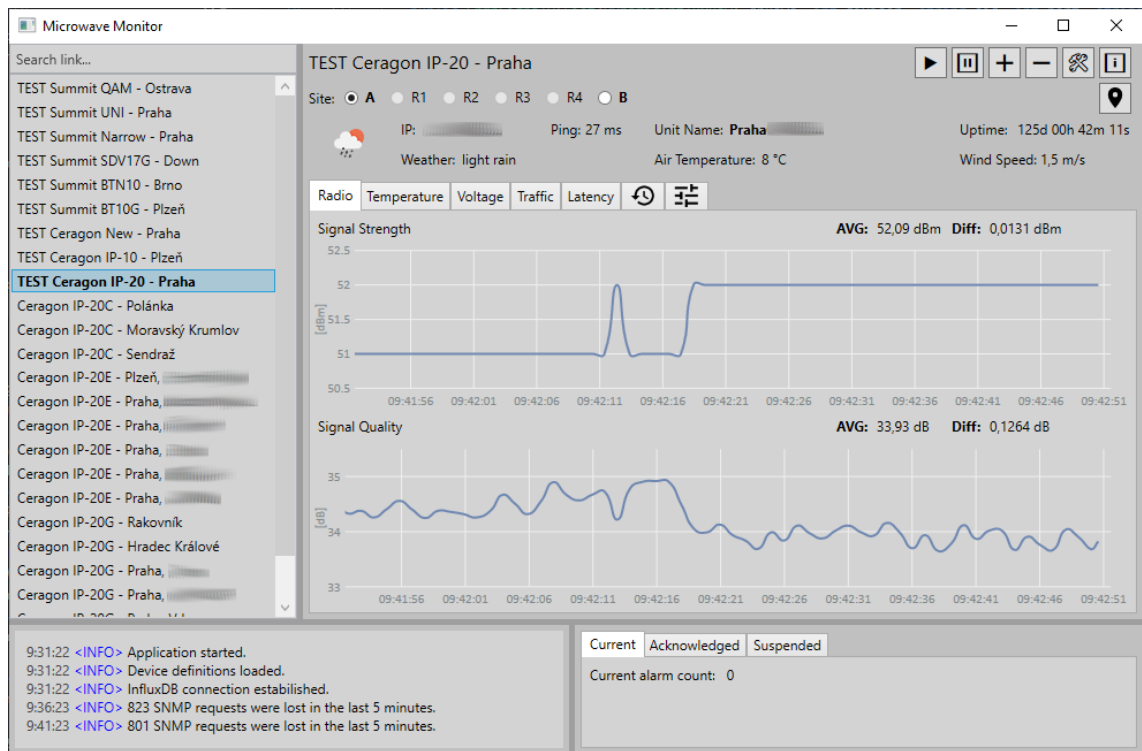 Microwave Monitor
Search link...
TEST Summit QAM - Ostrava
TEST Summit UNI - Praha
TEST Summit Narrow - Praha
TEST Summit SDV17G - Down
TEST Summit BTN10 - Brno
TEST Summit BT10G - Plzeň
TEST Ceragon New - Praha
TEST Ceragon IP-10 - Plzeň
TEST Ceragon IP-20 - Praha
Ceragon IP-20C - Polánka
Ceragon IP-20C - Moravský Krumlov
Ceragon IP-20C - Sendraž
Ceragon IP-20E - Plzeň,
Ceragon IP-20E - Praha,
Ceragon IP-20E - Praha,
Ceragon IP-20E - Praha,
Ceragon IP-20E - Praha,
Ceragon IP-20E - Praha,
Ceragon IP-20G - Rakovník
Ceragon IP-20G - Hradec Králové
Ceragon IP-20G - Praha,
Ceragon IP-20G - Praha,
TEST Ceragon IP-20 - Praha
Site: A R1 R2 R3 R4 B
IP: Ping: 27 ms Unit Name: Praha Uptime: 125d 00h 42m 11s
Weather: light rain Air Temperature: 8 °C Wind Speed: 1,5 m/s
Radio Temperature Voltage Traffic Latency
Signal Strength AVG: 52,09 dBm Diff: 0,0131 dBm
52.5
52
51.5
51
50.5
[dBm]
09:41:56 09:42:01 09:42:06 09:42:11 09:42:16 09:42:21 09:42:26 09:42:31 09:42:36 09:42:41 09:42:46 09:42:51
Signal Quality AVG: 33,93 dB Diff: 0,1264 dB
35
34
33
[dB]
09:41:56 09:42:01 09:42:06 09:42:11 09:42:16 09:42:21 09:42:26 09:42:31 09:42:36 09:42:41 09:42:46 09:42:51
9:31:22 <INFO> Application started.
9:31:22 <INFO> Device definitions loaded.
9:31:22 <INFO> InfluxDB connection estabilished.
9:36:23 <INFO> 823 SNMP requests were lost in the last 5 minutes.
9:41:23 <INFO> 801 SNMP requests were lost in the last 5 minutes.
Current Acknowledged Suspended
Current alarm count: 0